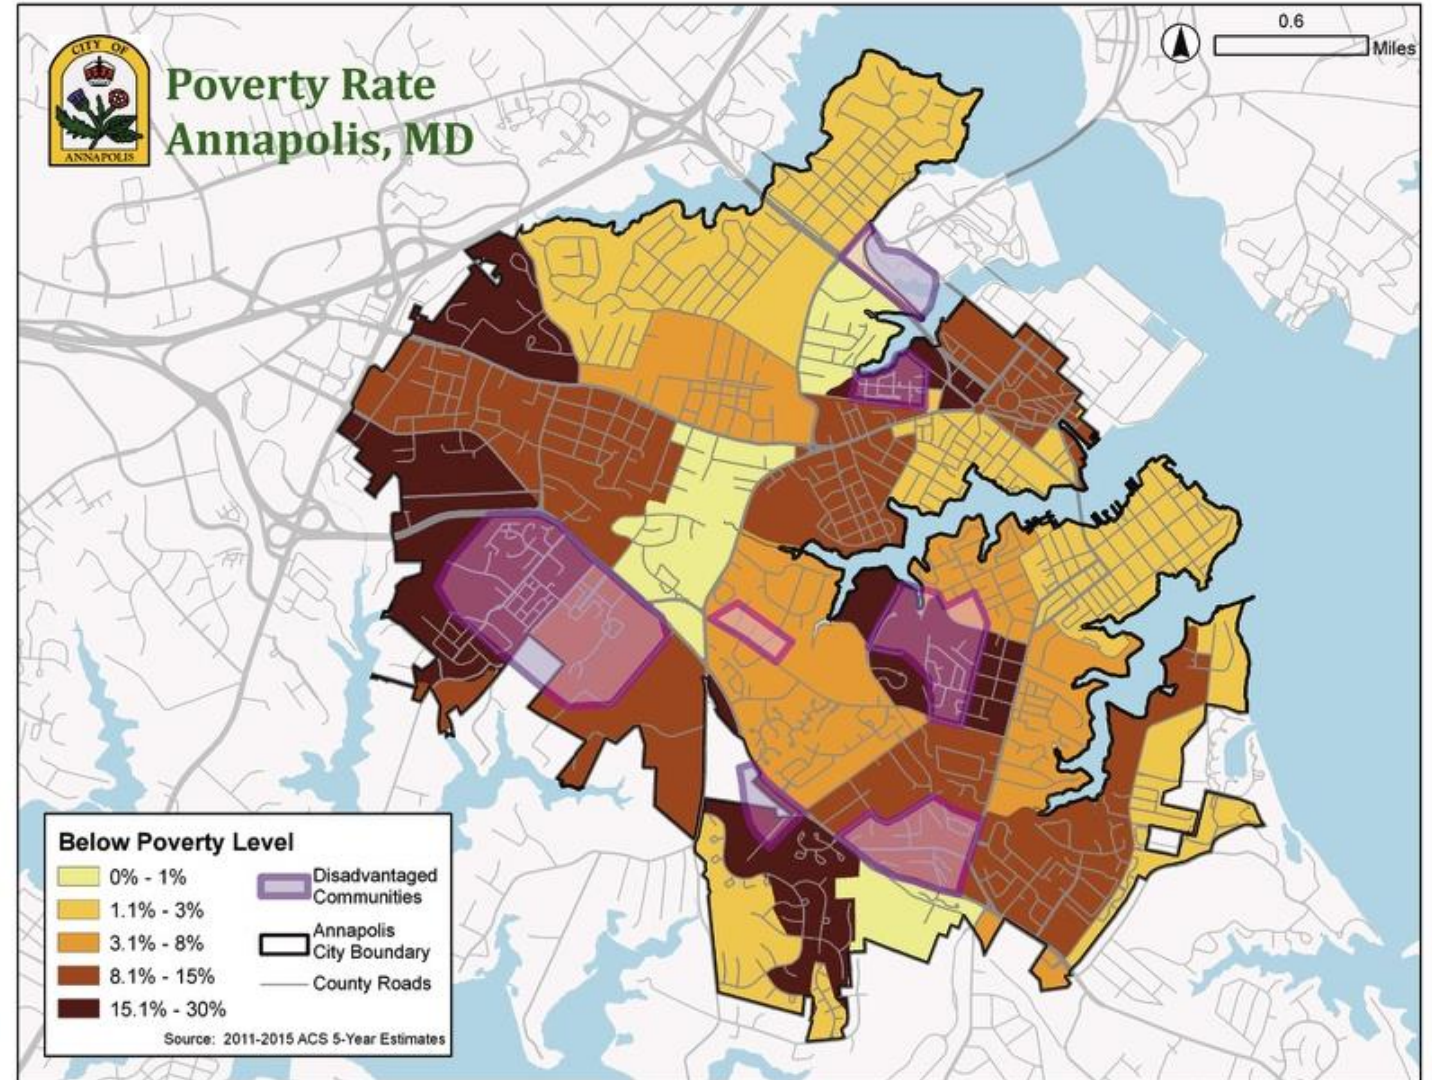 CITY OF
ANNAPOLIS
Poverty Rate
Annapolis, MD
0.6
Miles
Below Poverty Level
0% - 1%
1.1% - 3%
3.1% - 8%
8.1% - 15%
15.1% - 30%
Disadvantaged
Communities
Annapolis
City Boundary
County Roads
Source: 2011-2015 ACS 5-Year Estimates